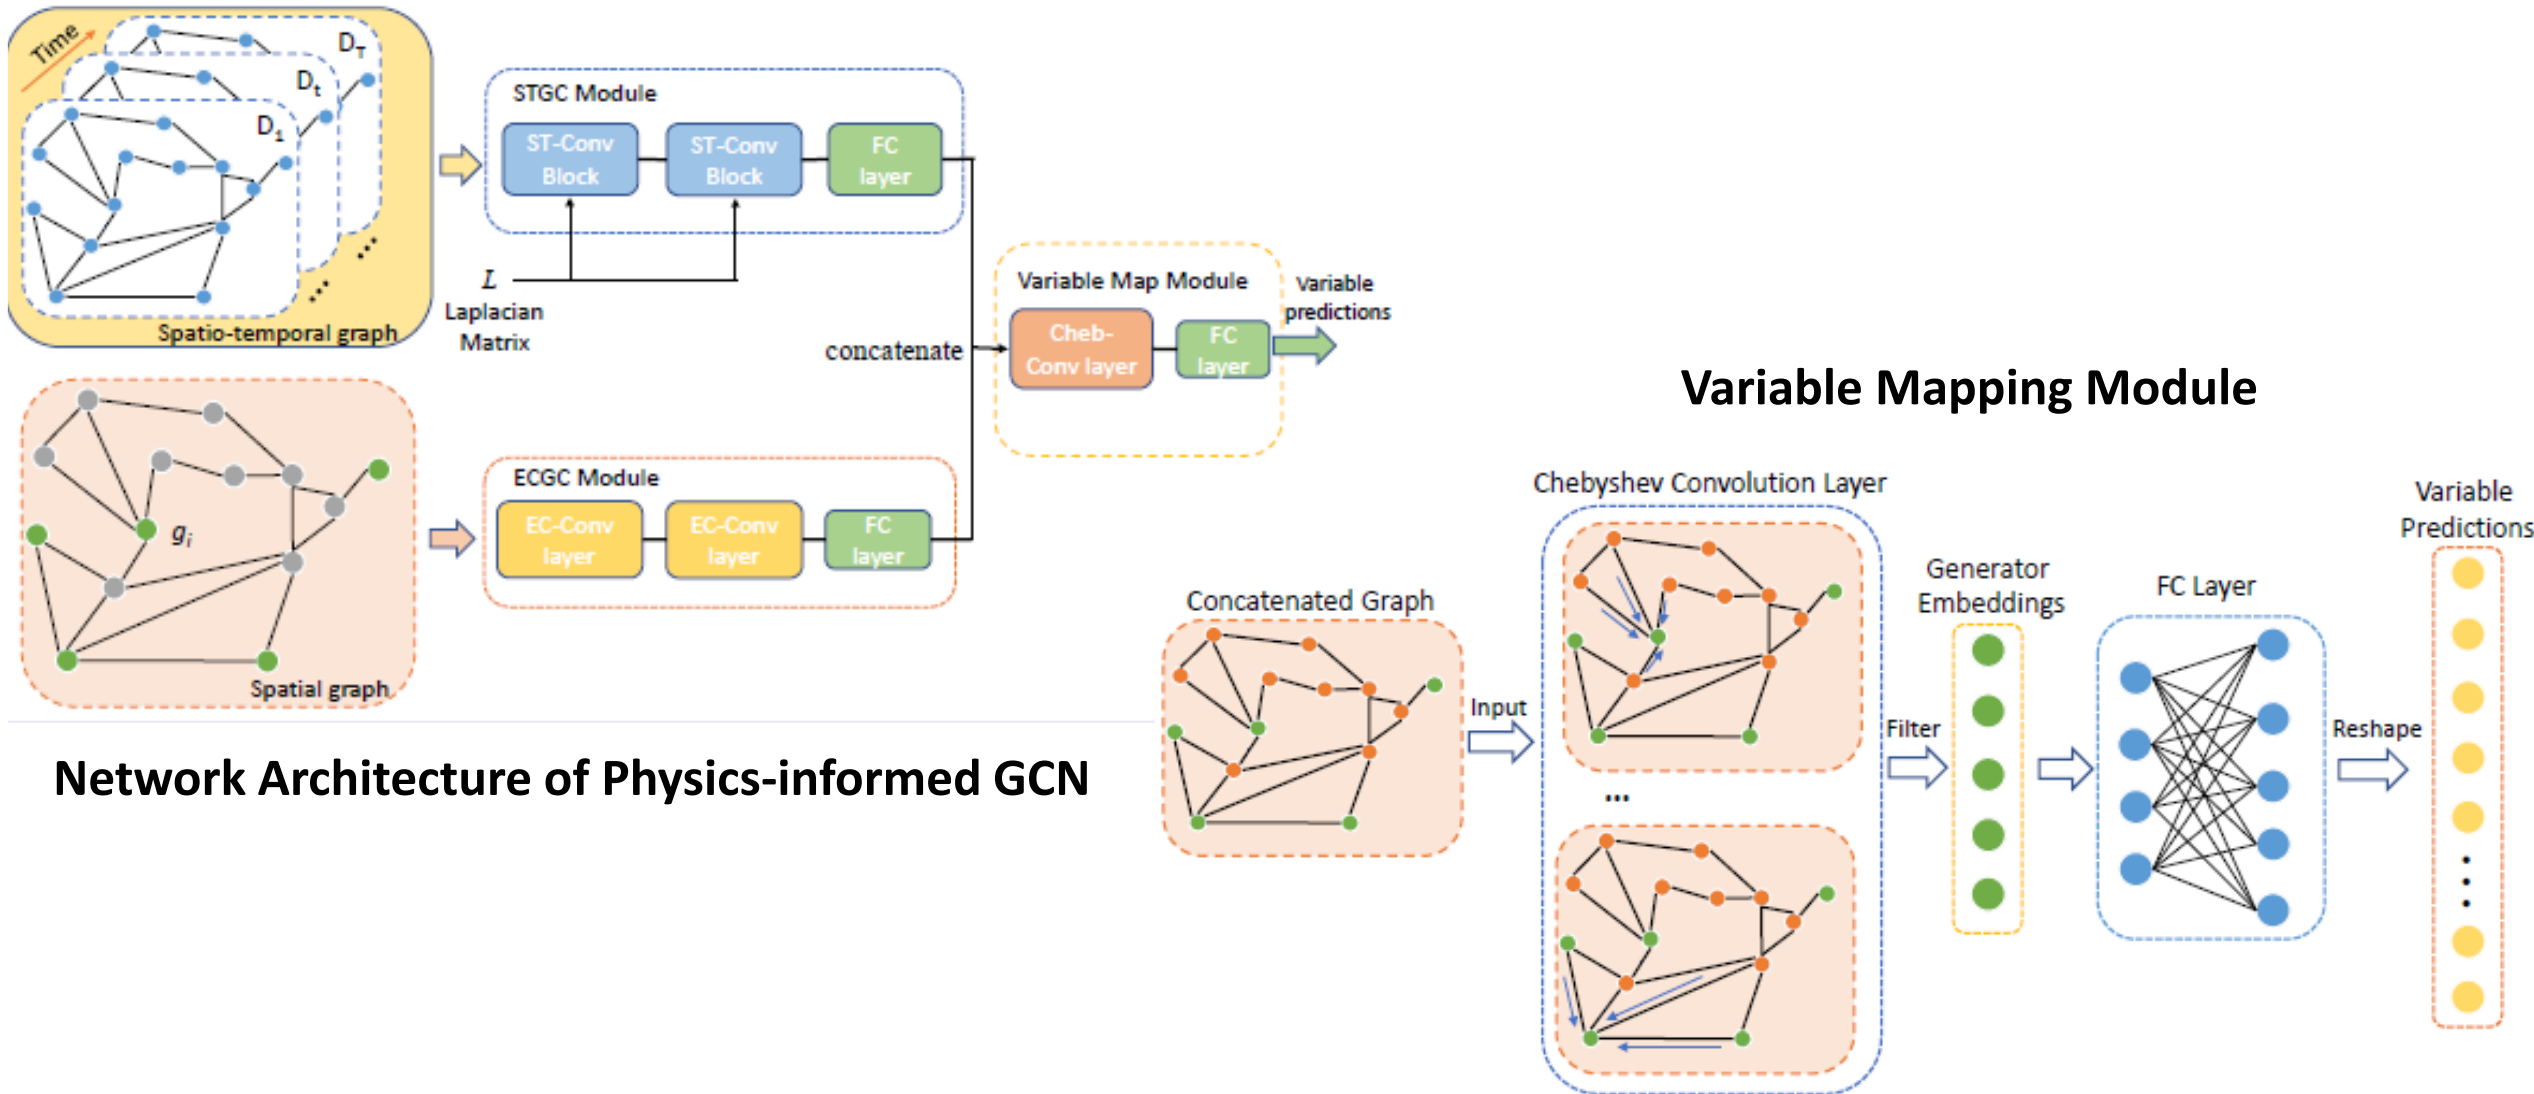 Time
D_T
D_t
D_1
Spatio-temporal graph
STGC Module
ST-Conv
Block
ST-Conv
Block
FC
layer
L
Laplacian
Matrix
concatenate
Variable Map Module
Cheb-
Conv layer
FC
layer
Variable
predictions
g_i
Spatial graph
ECGC Module
EC-Conv
layer
EC-Conv
layer
FC
layer
Network Architecture of Physics-informed GCN
Variable Mapping Module
Concatenated Graph
Input
Chebyshev Convolution Layer
...
Filter
Generator
Embeddings
FC Layer
Reshape
Variable
Predictions